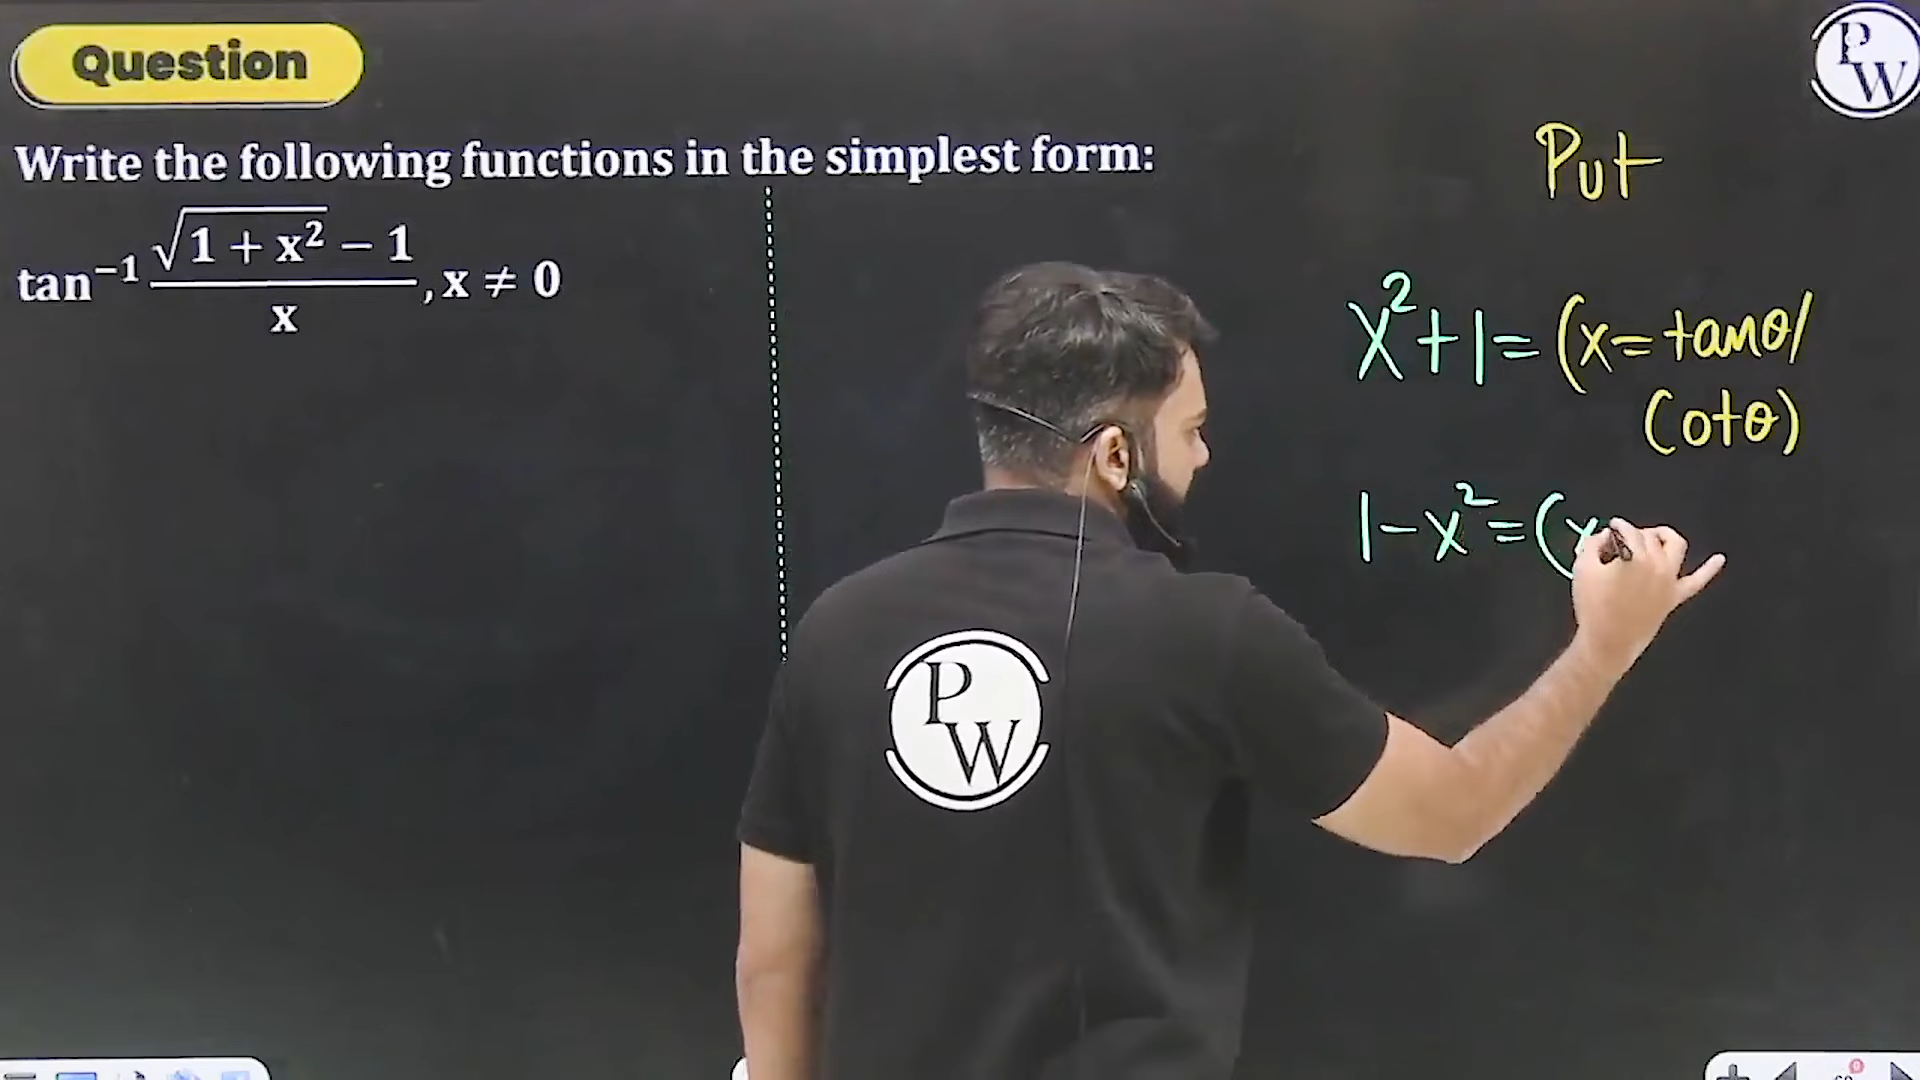 Question
PW
Write the following functions in the simplest form:
tan⁻¹ (√(1 + x²) − 1)/x, x ≠ 0
Put
x²+1= (x= tanθ/
Cotθ)
1−x²=(x
PW